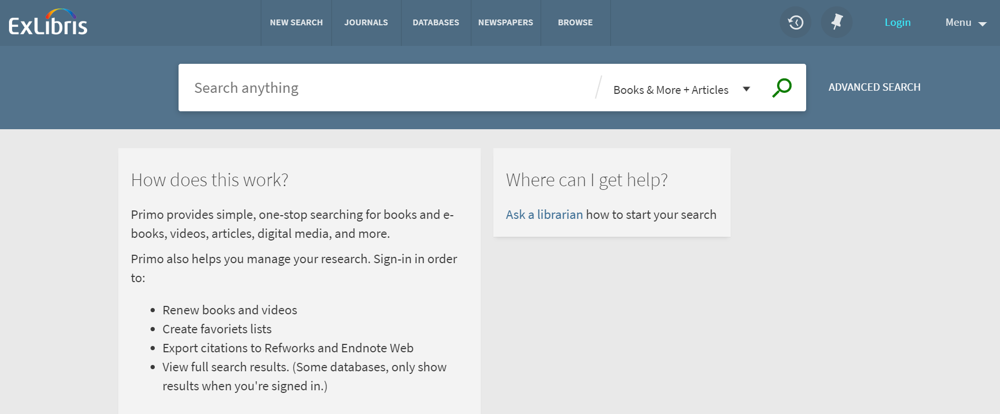 ExLibris
NEW SEARCH
JOURNALS
DATABASES
NEWSPAPERS
BROWSE
Login
Menu
Search anything
Books & More + Articles
ADVANCED SEARCH
How does this work?
Primo provides simple, one-stop searching for books and e-
books, videos, articles, digital media, and more.
Primo also helps you manage your research. Sign-in in order
to:
• Renew books and videos
• Create favoriets lists
• Export citations to Refworks and Endnote Web
• View full search results. (Some databases, only show
results when you're signed in.)
Where can I get help?
Ask a librarian how to start your search